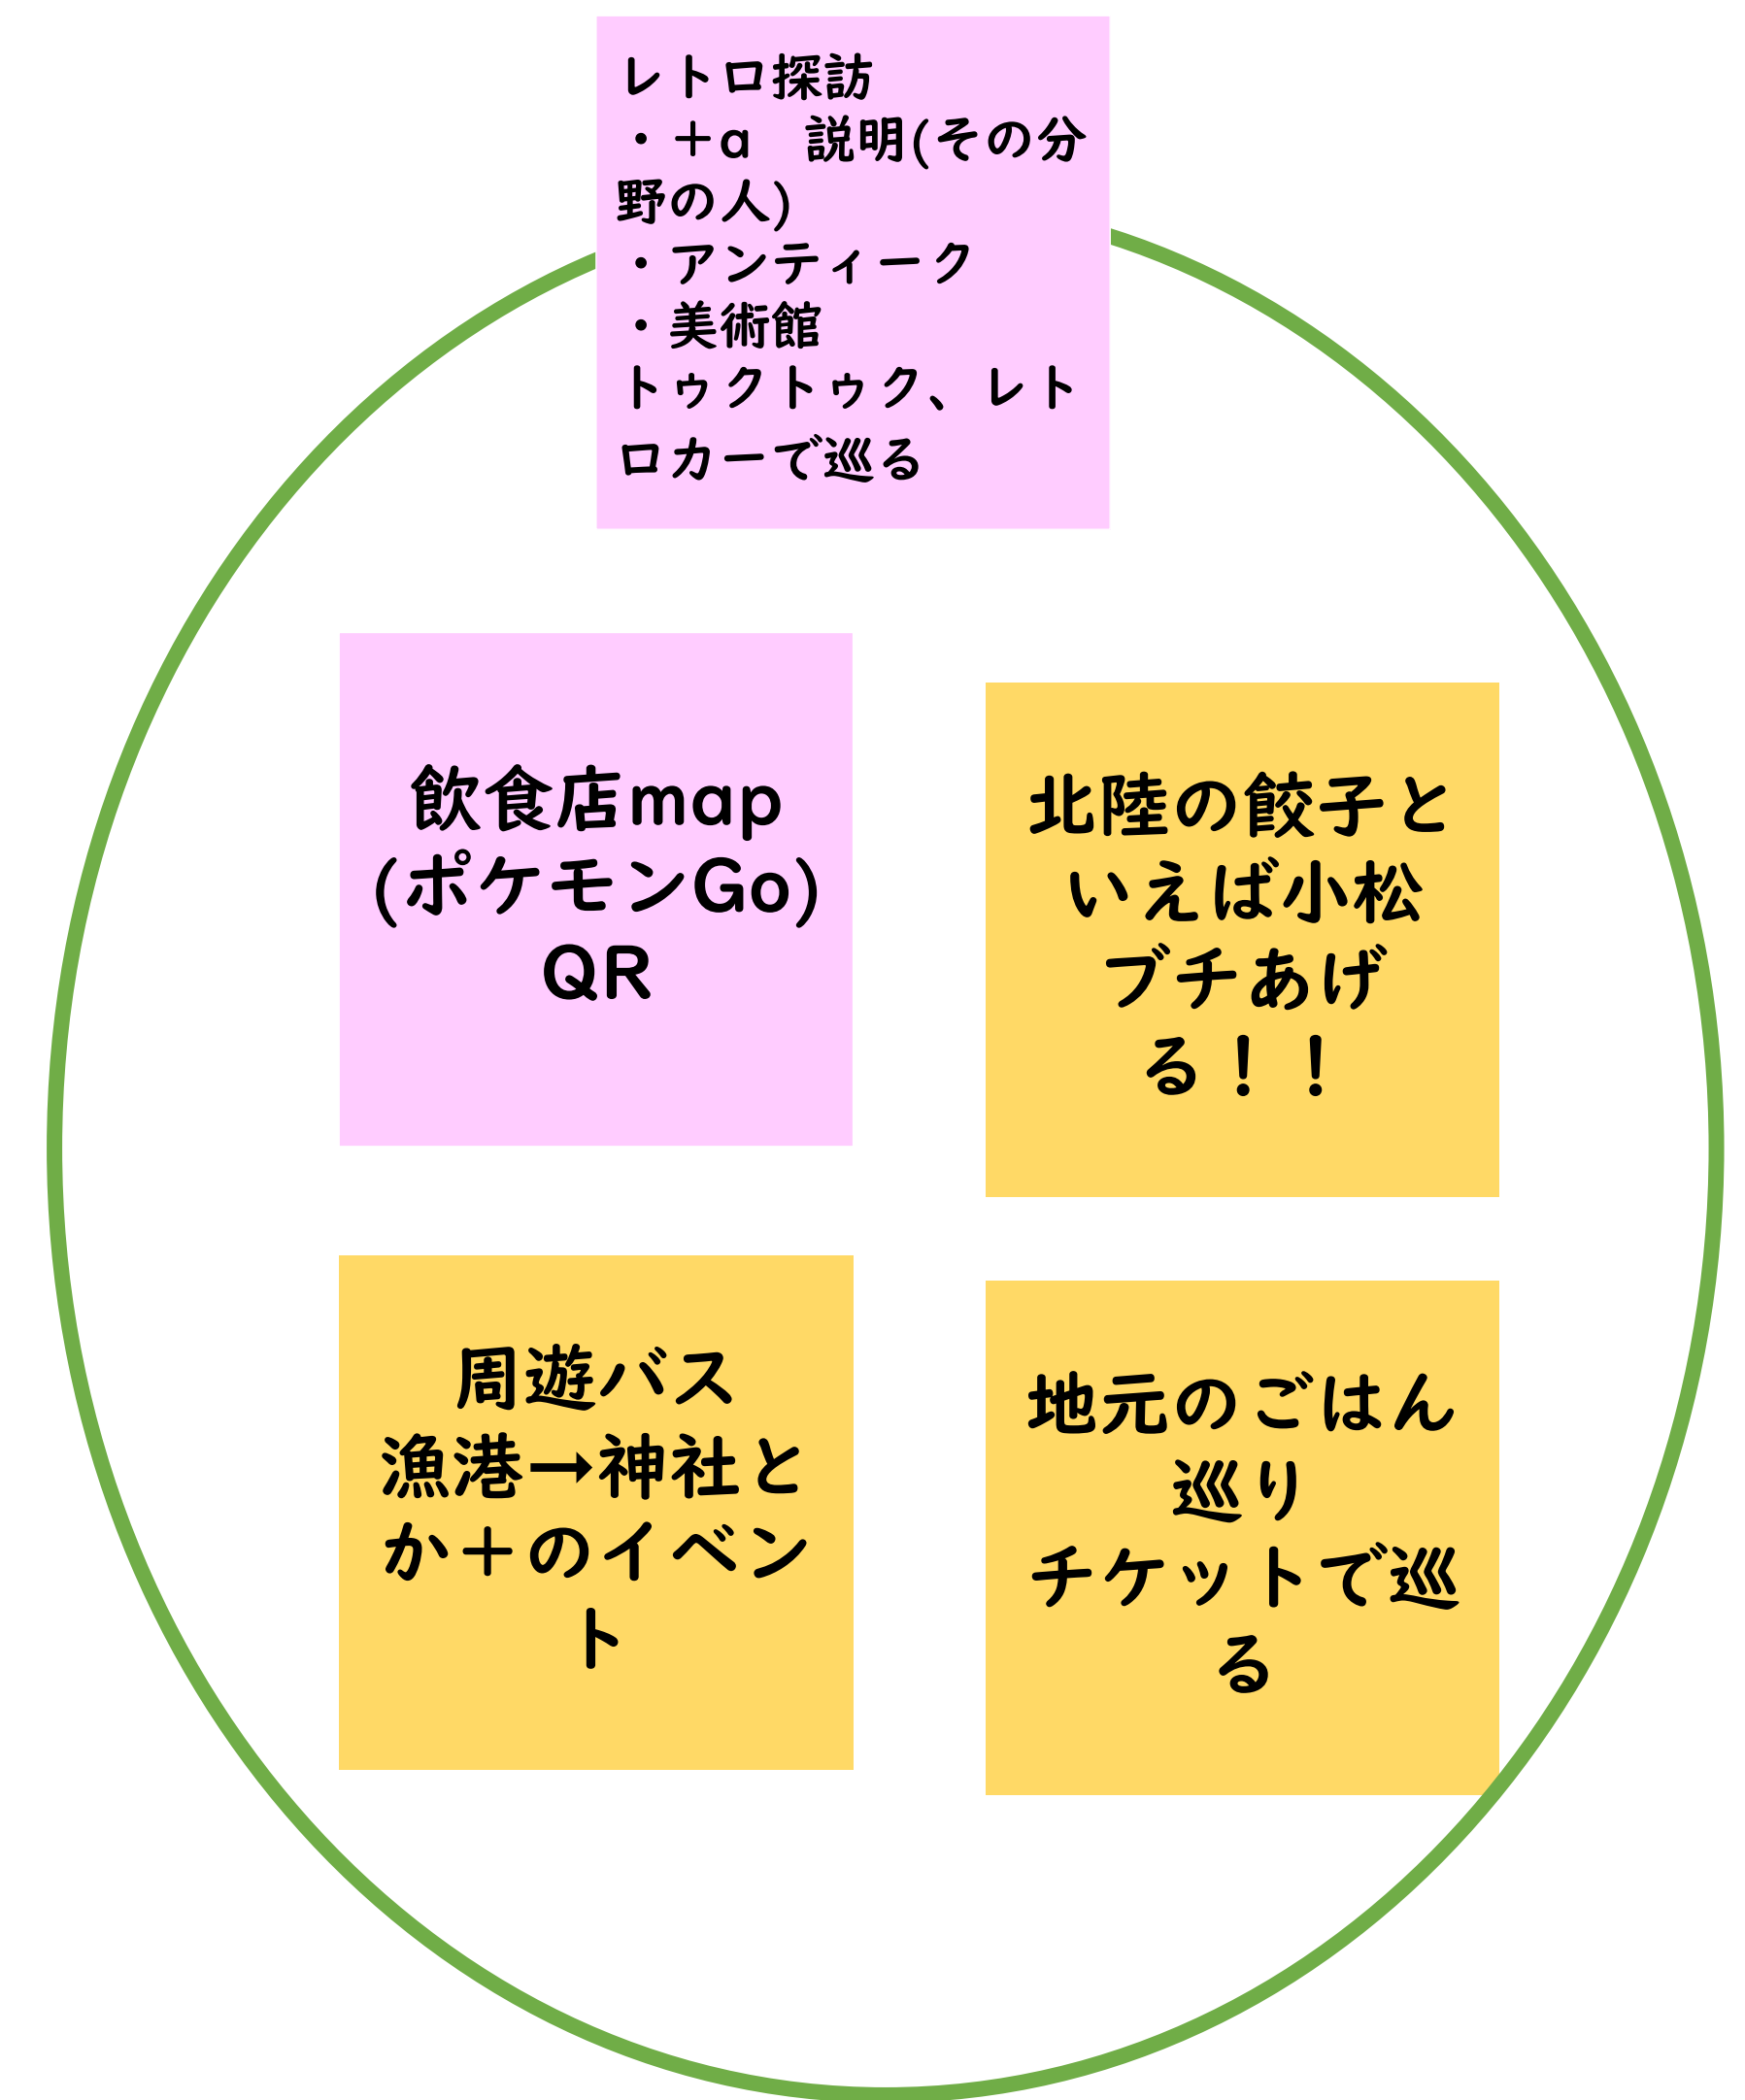 レトロ探訪
・＋a　説明(その分
野の人)
・アンティーク
・美術館
トゥクトゥク、レト
ロカーで巡る
飲食店map
(ポケモンGo)
QR
北陸の餃子と
いえば小松
ブチあげ
る！！
周遊バス
漁港→神社と
か＋のイベン
ト
地元のごはん
巡り
チケットで巡
る